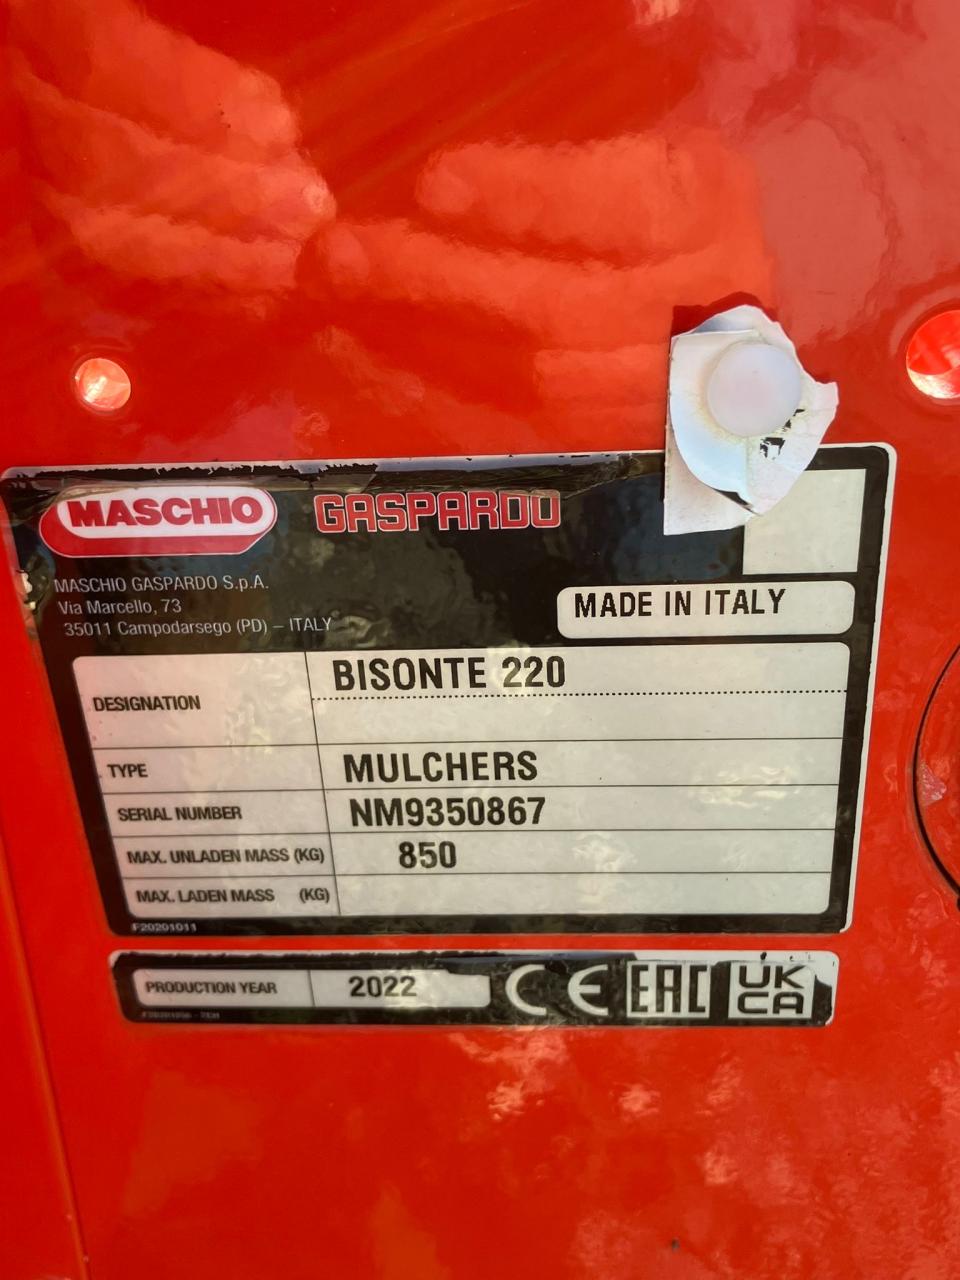 MASCHIO GASPARDO
MASCHIO GASPARDO S.p.A.
Via Marcello, 73
35011 Campodarsego (PD) – ITALY
MADE IN ITALY
DESIGNATION BISONTE 220
TYPE MULCHERS
SERIAL NUMBER NM9350867
MAX. UNLADEN MASS (KG) 850
MAX. LADEN MASS (KG)
F20201011
PRODUCTION YEAR 2022 CE EAC UK
CA